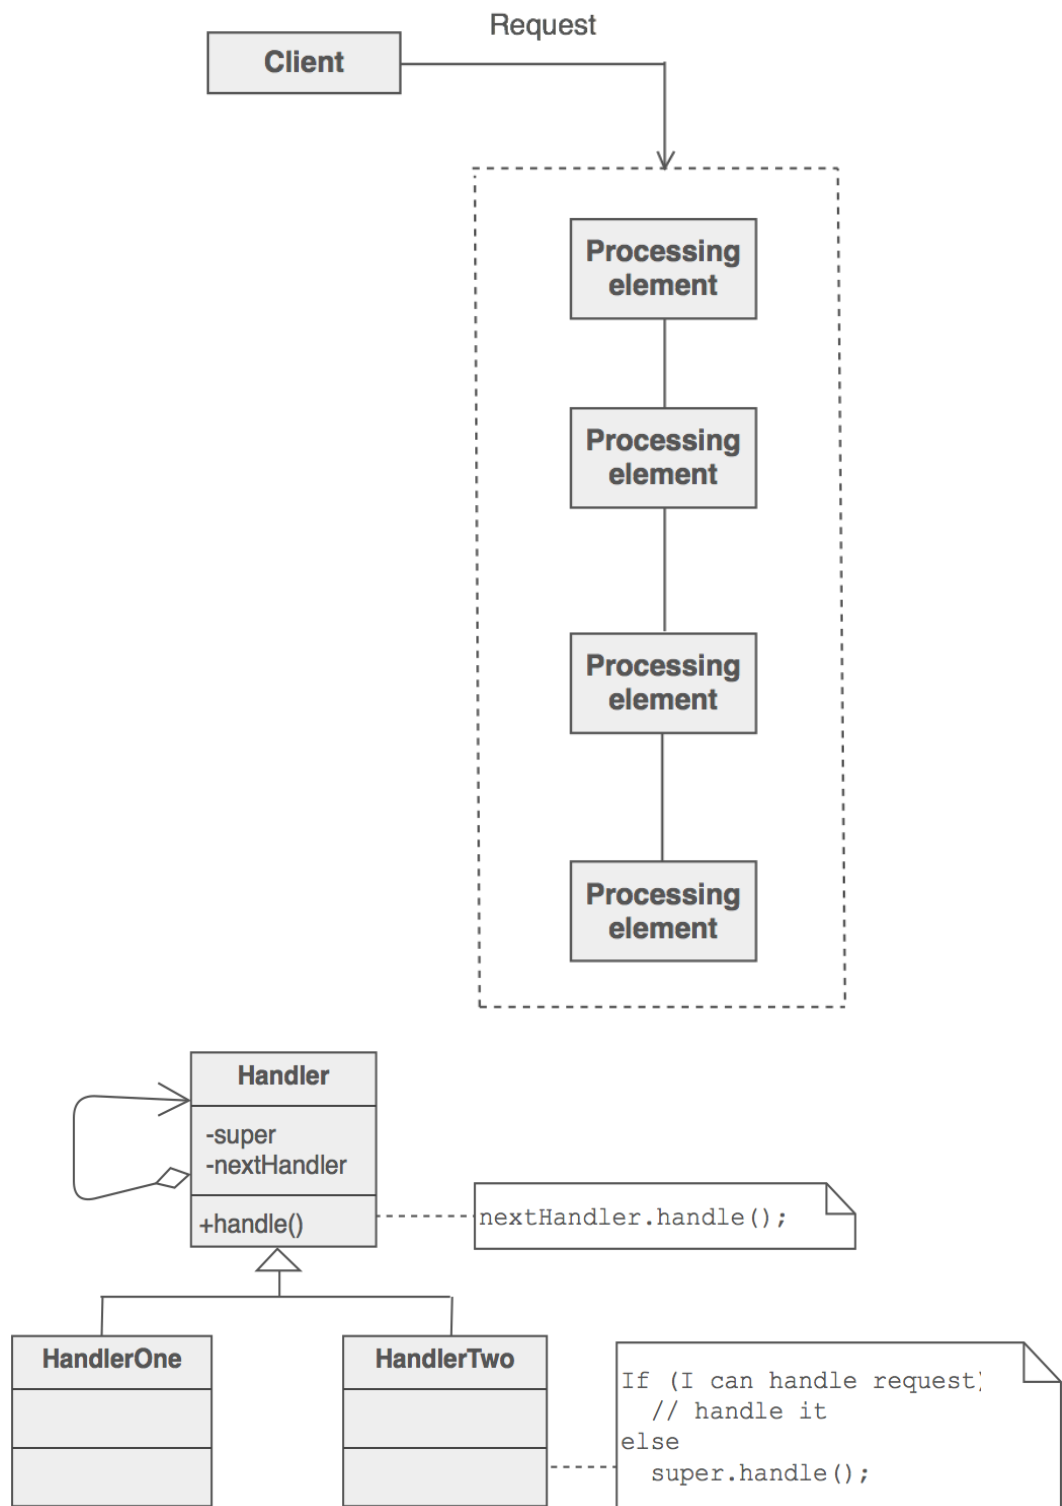 Request
Client
Processing
element
Processing
element
Processing
element
Processing
element
Handler
-super
-nextHandler
+handle()
nextHandler.handle();
HandlerOne
HandlerTwo
If (I can handle request)
// handle it
else
super.handle();